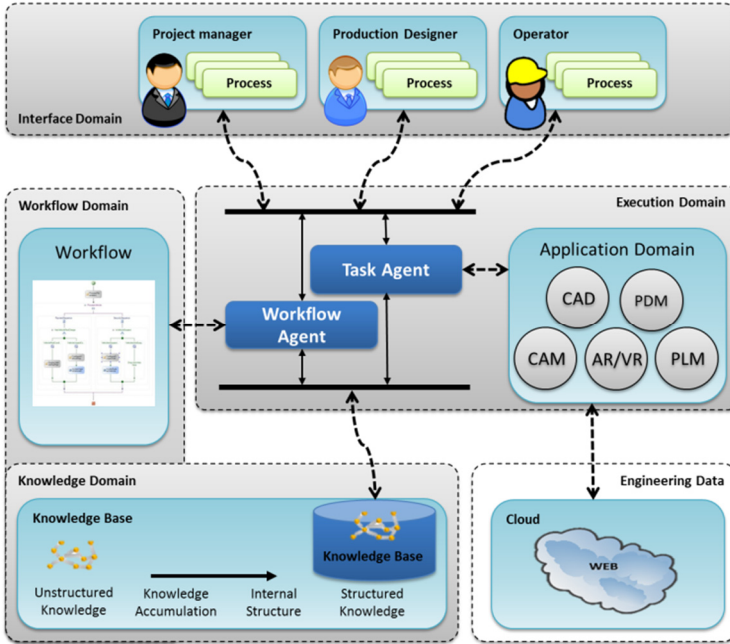 Project manager
Process
Production Designer
Process
Operator
Process
Interface Domain
Workflow Domain
Workflow
Execution Domain
Task Agent
Workflow
Agent
Application Domain
CAD
PDM
CAM
AR/VR
PLM
Knowledge Domain
Knowledge Base
Unstructured
Knowledge
Knowledge
Accumulation
Internal
Structure
Knowledge Base
Structured
Knowledge
Engineering Data
Cloud
WEB